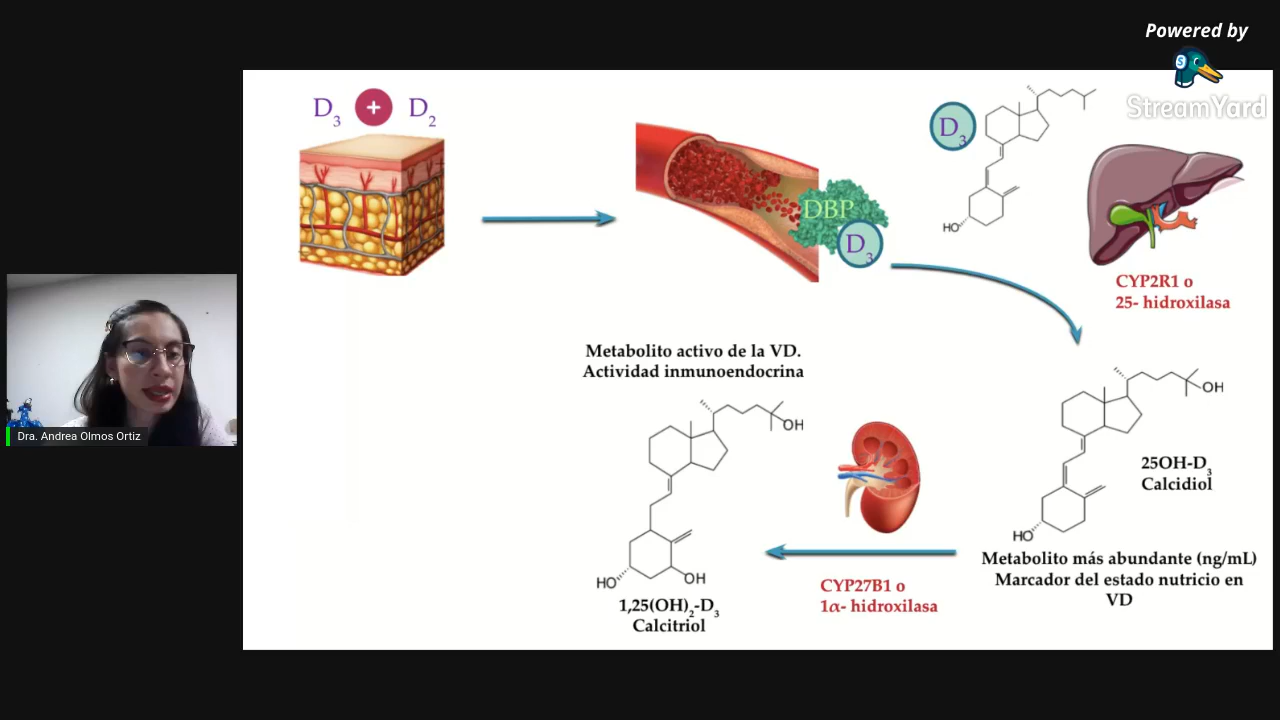 Powered by
StreamYard
D3 + D2
DBP
D3
D3
HO
CYP2R1 o
25- hidroxilasa
Metabolito activo de la VD.
Actividad inmunoendocrina
OH
HO
OH
1,25(OH)2-D3
Calcitriol
CYP27B1 o
1α- hidroxilasa
OH
25OH-D3
Calcidiol
HO
Metabolito más abundante (ng/mL)
Marcador del estado nutricio en
VD
Dra. Andrea Olmos Ortiz